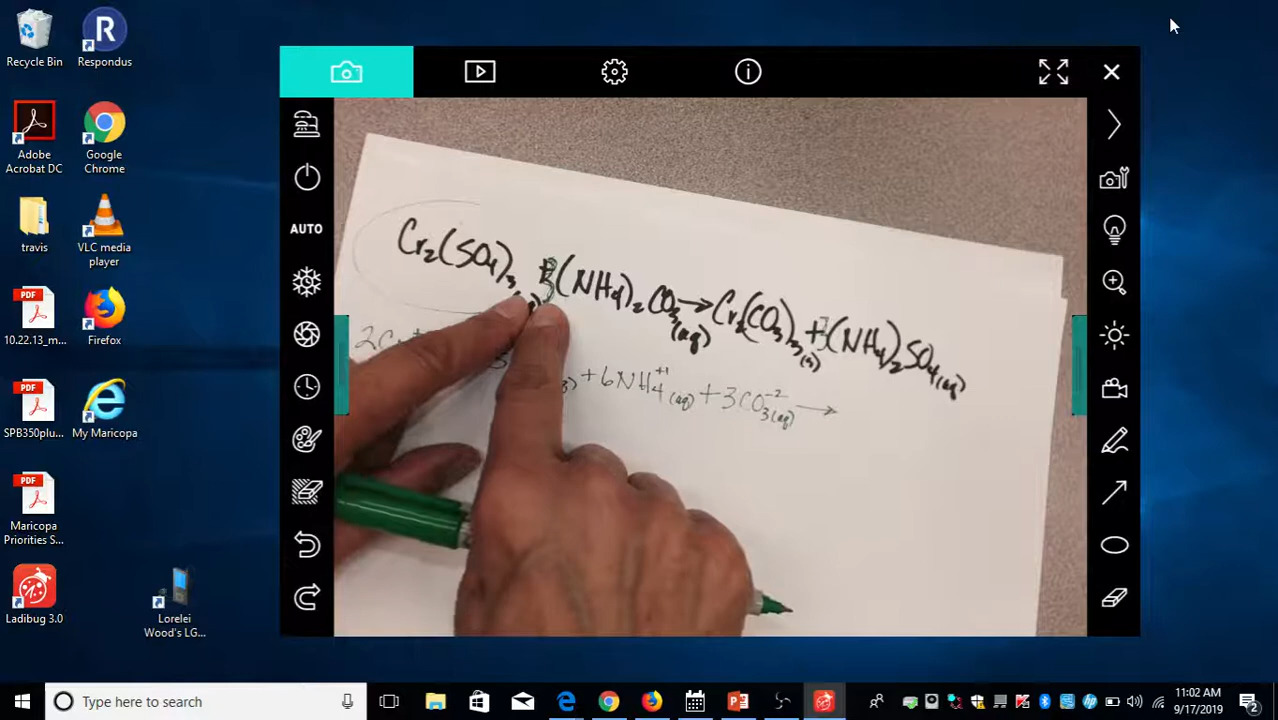 Recycle Bin
Respondus
Adobe Acrobat DC
Google Chrome
travis
VLC media player
10.22.13_m...
Firefox
SPB350plu...
My Maricopa
Maricopa Priorities S...
Ladibug 3.0
Lorelei Wood's LG...
AUTO
Cr₂(SO₄)₃ + 3(NH₄)₂CO₃(aq) → Cr₂(CO₃)₃(s) + 3(NH₄)₂SO₄(aq)
2Cr + 6NH₄⁺¹(aq) + 3CO₃⁻²(aq) →
Type here to search
11:02 AM
9/17/2019
2